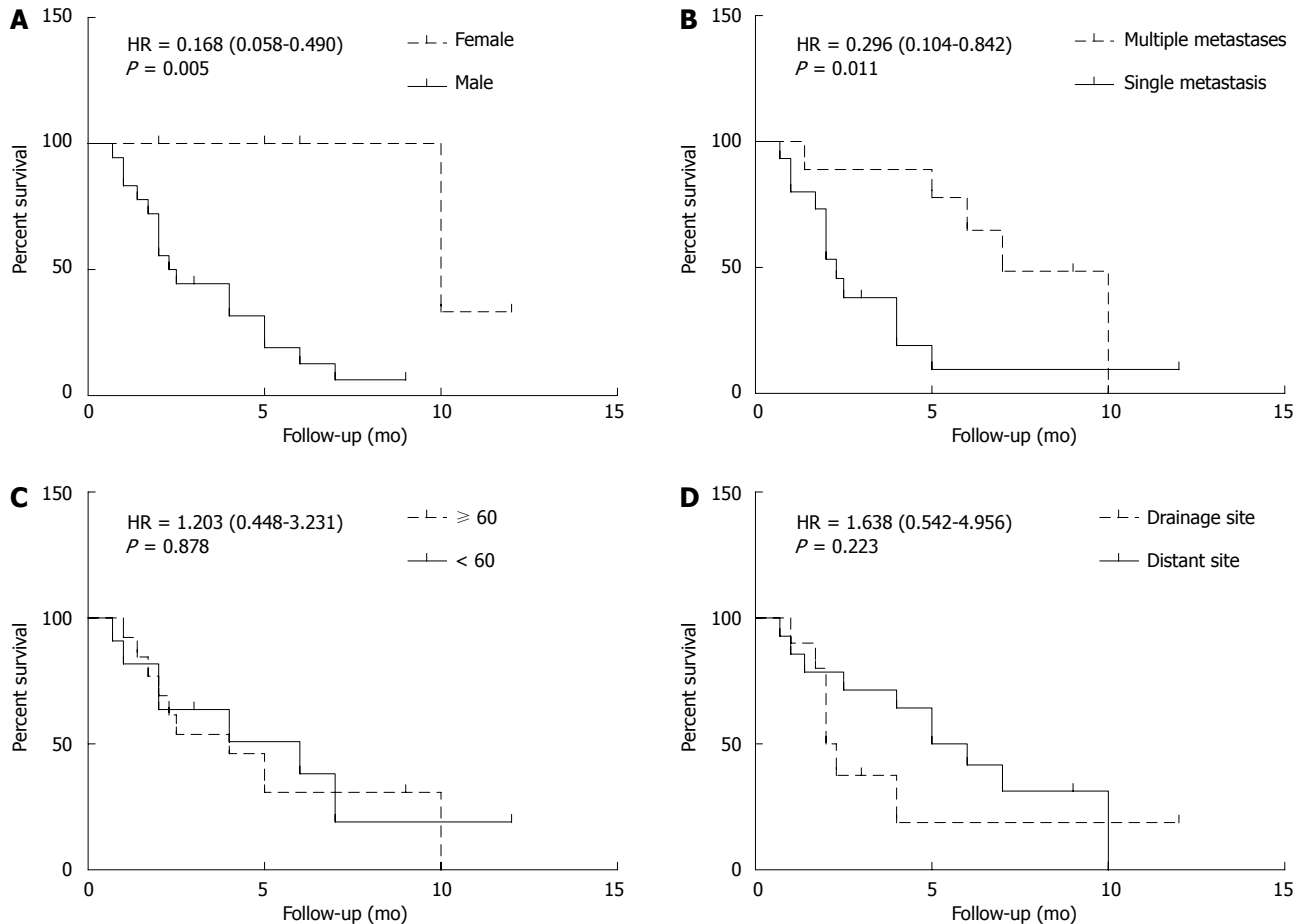 A
150
HR = 0.168 (0.058-0.490)
P = 0.005
Female
Male
100
50
0
Percent survival
0 5 10 15
Follow-up (mo)
B
150
HR = 0.296 (0.104-0.842)
P = 0.011
Multiple metastases
Single metastasis
100
50
0
Percent survival
0 5 10 15
Follow-up (mo)
C
150
HR = 1.203 (0.448-3.231)
P = 0.878
⩾ 60
< 60
100
50
0
Percent survival
0 5 10 15
Follow-up (mo)
D
150
HR = 1.638 (0.542-4.956)
P = 0.223
Drainage site
Distant site
100
50
0
Percent survival
0 5 10 15
Follow-up (mo)